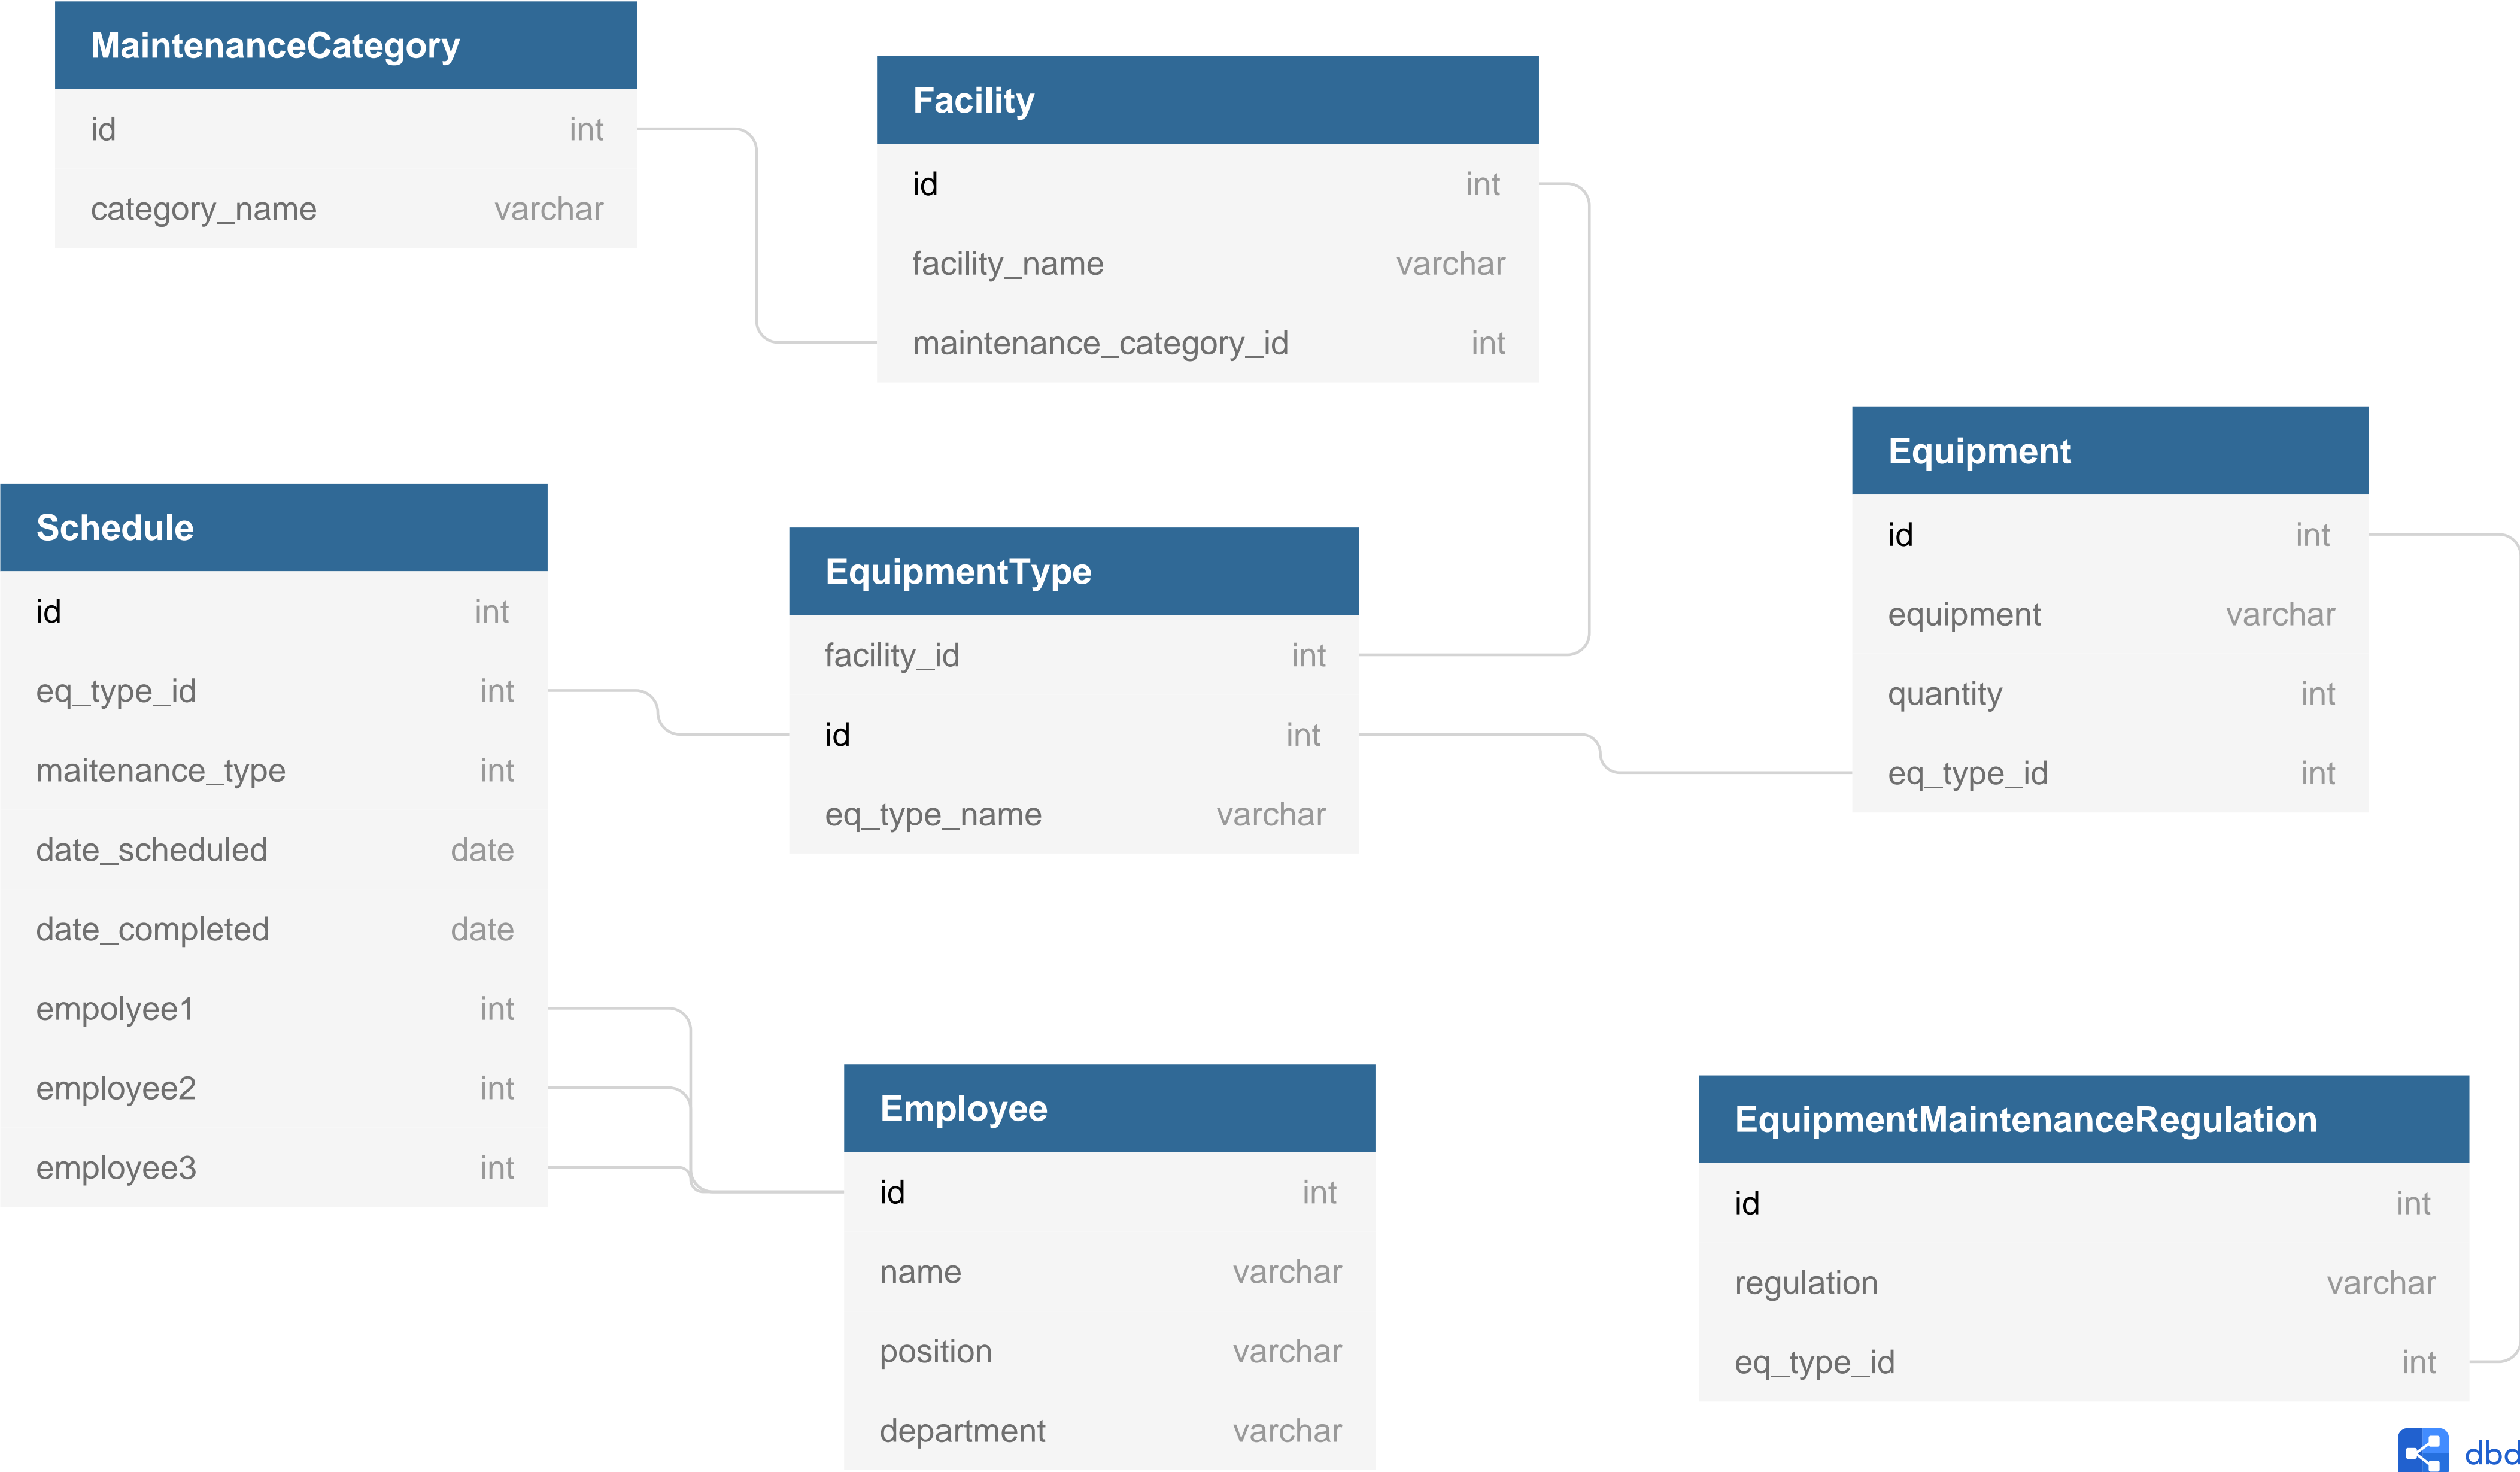 MaintenanceCategory
id int
category_name varchar
Facility
id int
facility_name varchar
maintenance_category_id int
Equipment
id int
equipment varchar
quantity int
eq_type_id int
Schedule
id int
eq_type_id int
maitenance_type int
date_scheduled date
date_completed date
empolyee1 int
employee2 int
employee3 int
EquipmentType
facility_id int
id int
eq_type_name varchar
Employee
id int
name varchar
position varchar
department varchar
EquipmentMaintenanceRegulation
id int
regulation varchar
eq_type_id int
dbd